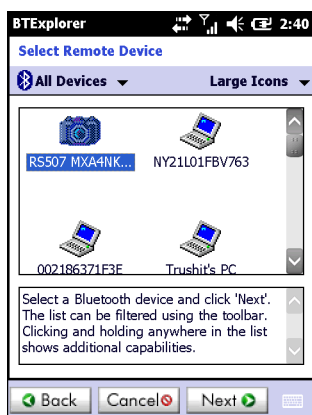 BTExplorer 2:40
Select Remote Device
All Devices Large Icons
RS507 MXA4NK... NY21L01FBV763
002186371F3E Trushit's PC
Select a Bluetooth device and click 'Next'.
The list can be filtered using the toolbar.
Clicking and holding anywhere in the list
shows additional capabilities.
Back Cancel Next